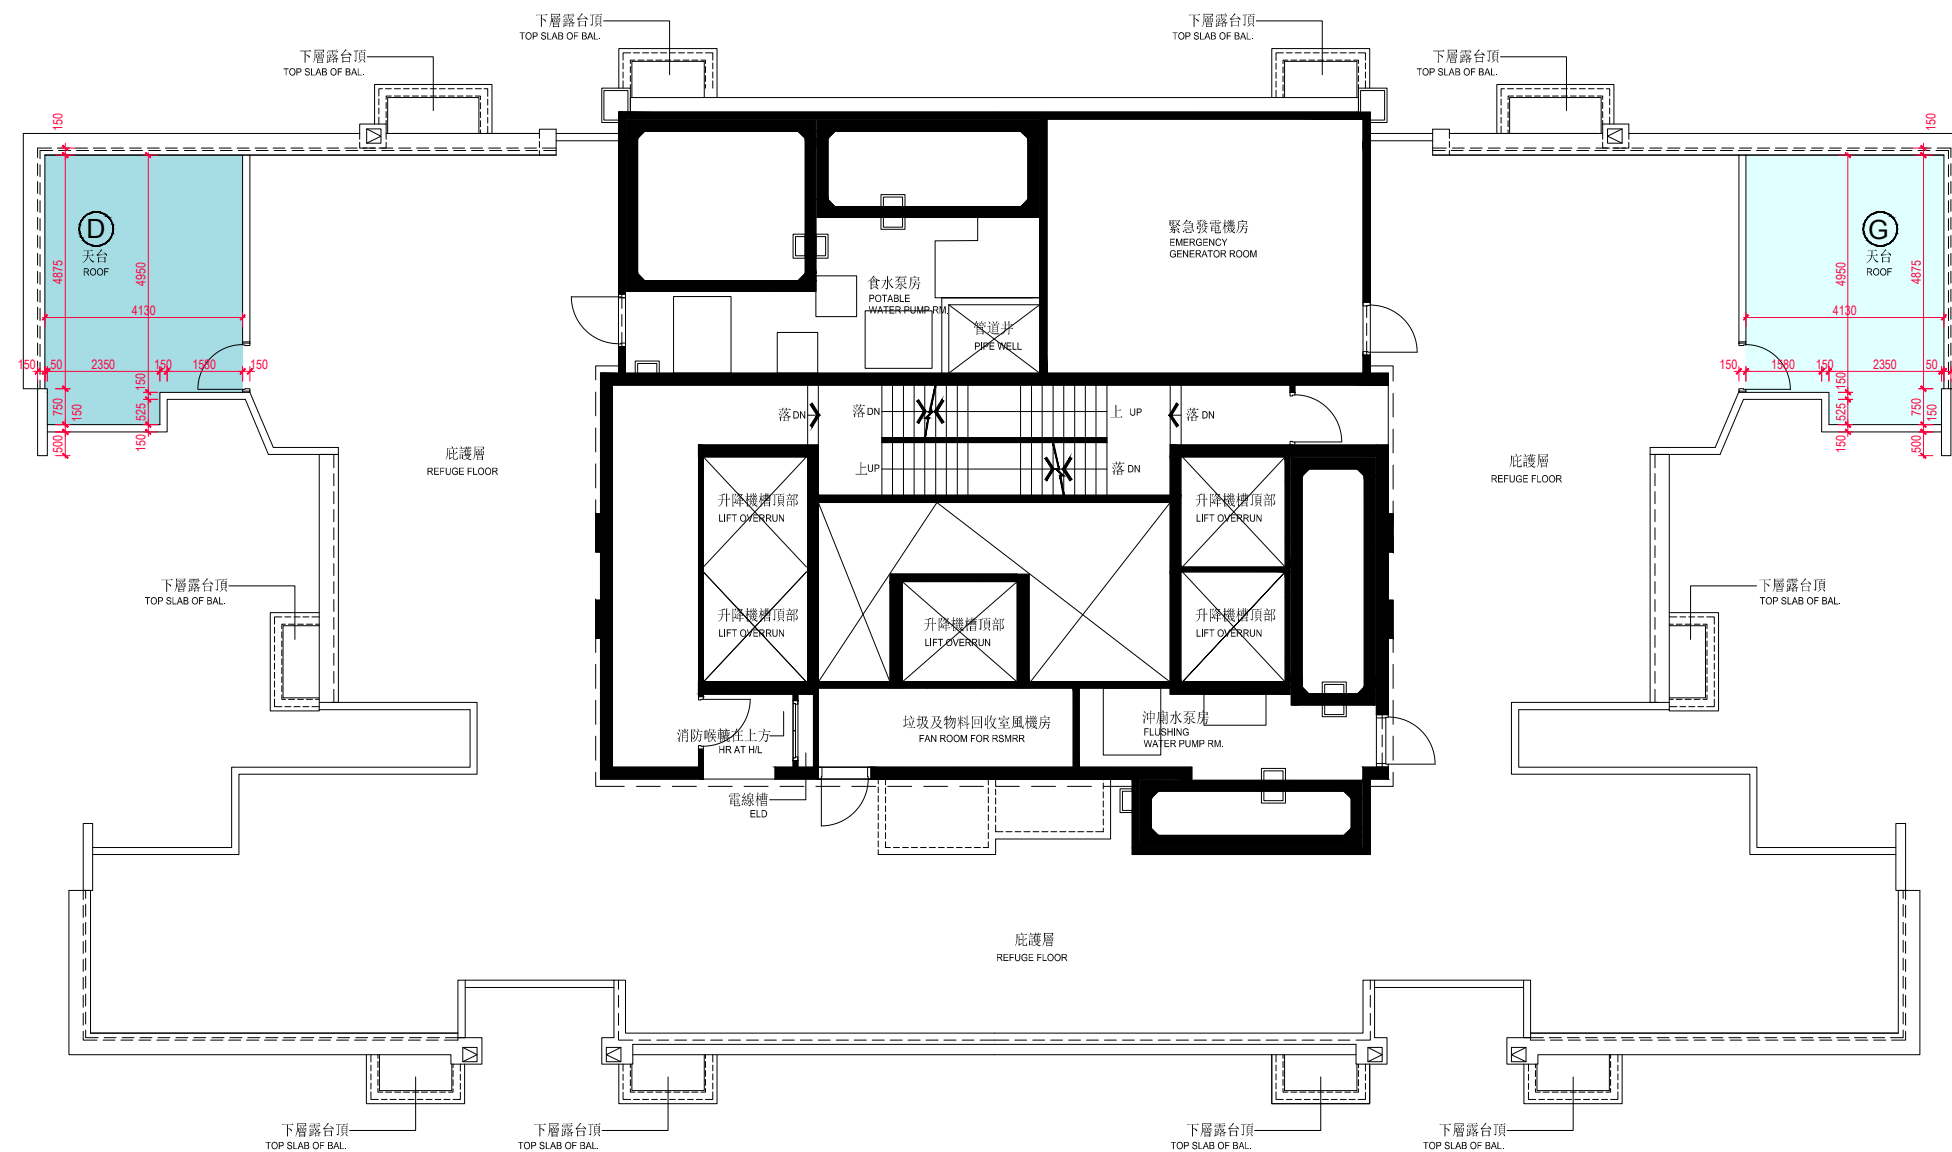 下層露台頂
TOP SLAB OF BAL.
下層露台頂
TOP SLAB OF BAL.
下層露台頂
TOP SLAB OF BAL.
下層露台頂
TOP SLAB OF BAL.
150
150
D
天台
ROOF
4875
4950
4130
150
50
2350
150
1580
150
150
750
150
525
500
150
G
天台
ROOF
4950
4875
4130
150
1580
150
2350
50
150
750
525
150
150
500
緊急發電機房
EMERGENCY
GENERATOR ROOM
食水泵房
POTABLE
WATER PUMP RM.
管道井
PIPE WELL
落 DN
落 DN
上 UP
落 DN
上 UP
落 DN
庇護層
REFUGE FLOOR
庇護層
REFUGE FLOOR
升降機槽頂部
LIFT OVERRUN
升降機槽頂部
LIFT OVERRUN
升降機槽頂部
LIFT OVERRUN
升降機槽頂部
LIFT OVERRUN
升降機槽頂部
LIFT OVERRUN
下層露台頂
TOP SLAB OF BAL.
下層露台頂
TOP SLAB OF BAL.
消防喉轆在上方
HR AT H/L
垃圾及物料回收室風機房
FAN ROOM FOR RSMRR
沖廁水泵房
FLUSHING
WATER PUMP RM.
電線槽
ELD
庇護層
REFUGE FLOOR
下層露台頂
TOP SLAB OF BAL.
下層露台頂
TOP SLAB OF BAL.
下層露台頂
TOP SLAB OF BAL.
下層露台頂
TOP SLAB OF BAL.